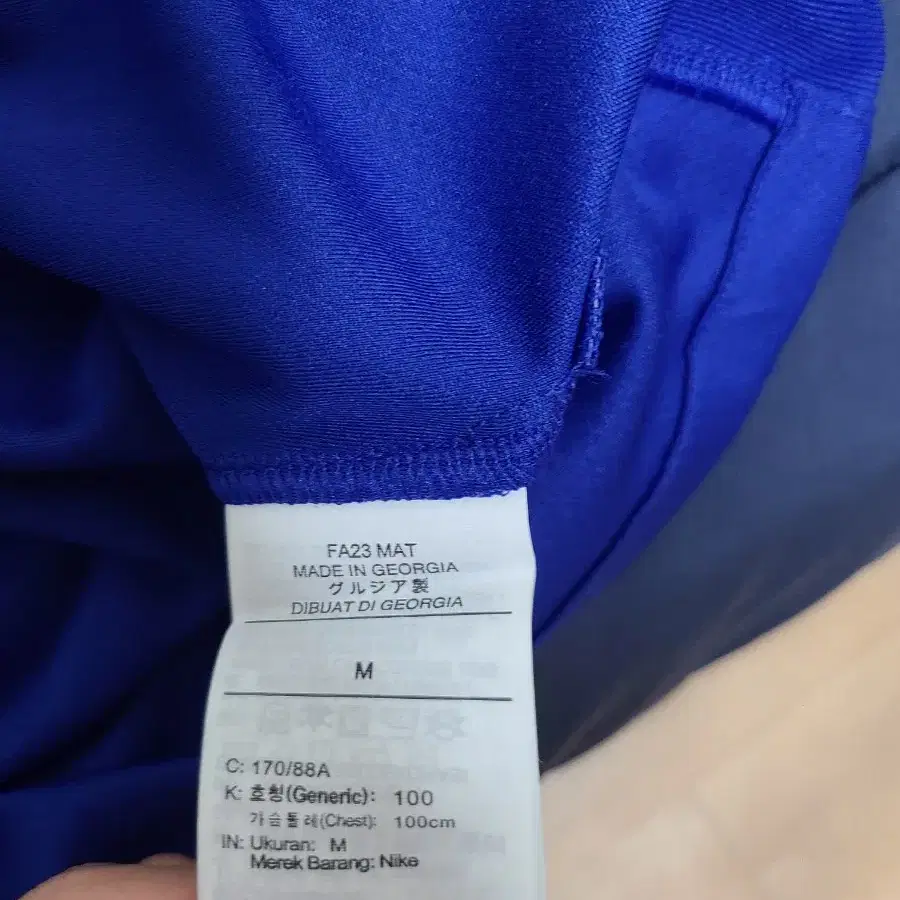 FA23 MAT
MADE IN GEORGIA
グルジア製
DIBUAT DI GEORGIA
M
C: 170/88A
K: 호칭(Generic): 100
가슴둘레(Chest): 100cm
IN: Ukuran: M
Merek Barang: Nike